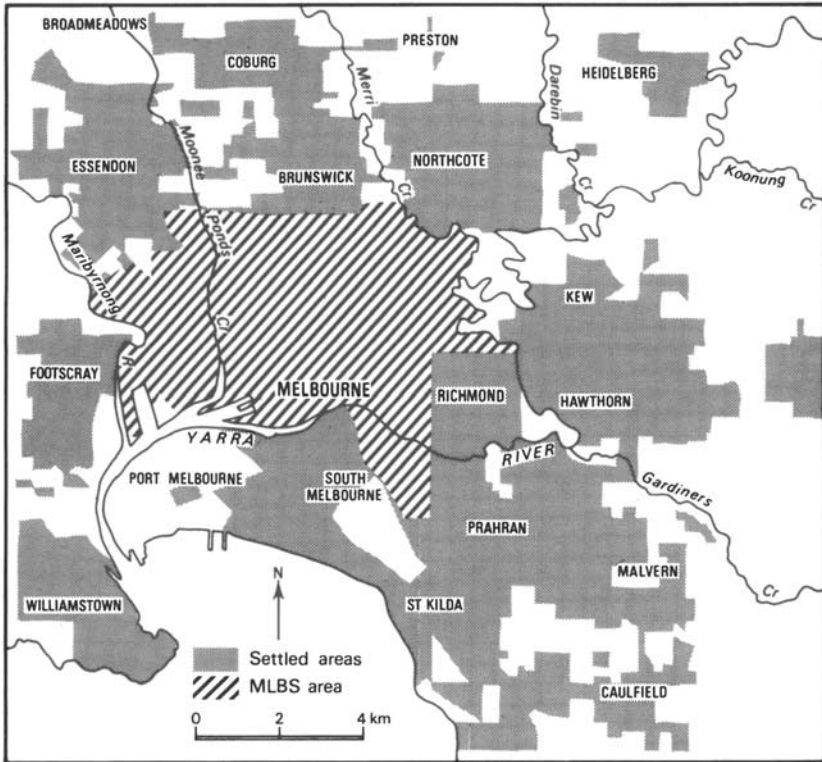 BROADMEADOWS
COBURG
PRESTON
HEIDELBERG
Merri
Darebin
Moonee
ESSENDON
BRUNSWICK
NORTHCOTE
Koonung
Cr
Cr
Cr
Ponds
Maribyrnong
KEW
Cr
R.
FOOTSCRAY
MELBOURNE
RICHMOND
HAWTHORN
YARRA
RIVER
PORT MELBOURNE
SOUTH
MELBOURNE
Gardiners
PRAHRAN
MALVERN
N
Cr
WILLIAMSTOWN
ST KILDA
Settled areas
MLBS area
CAULFIELD
0 2 4 km